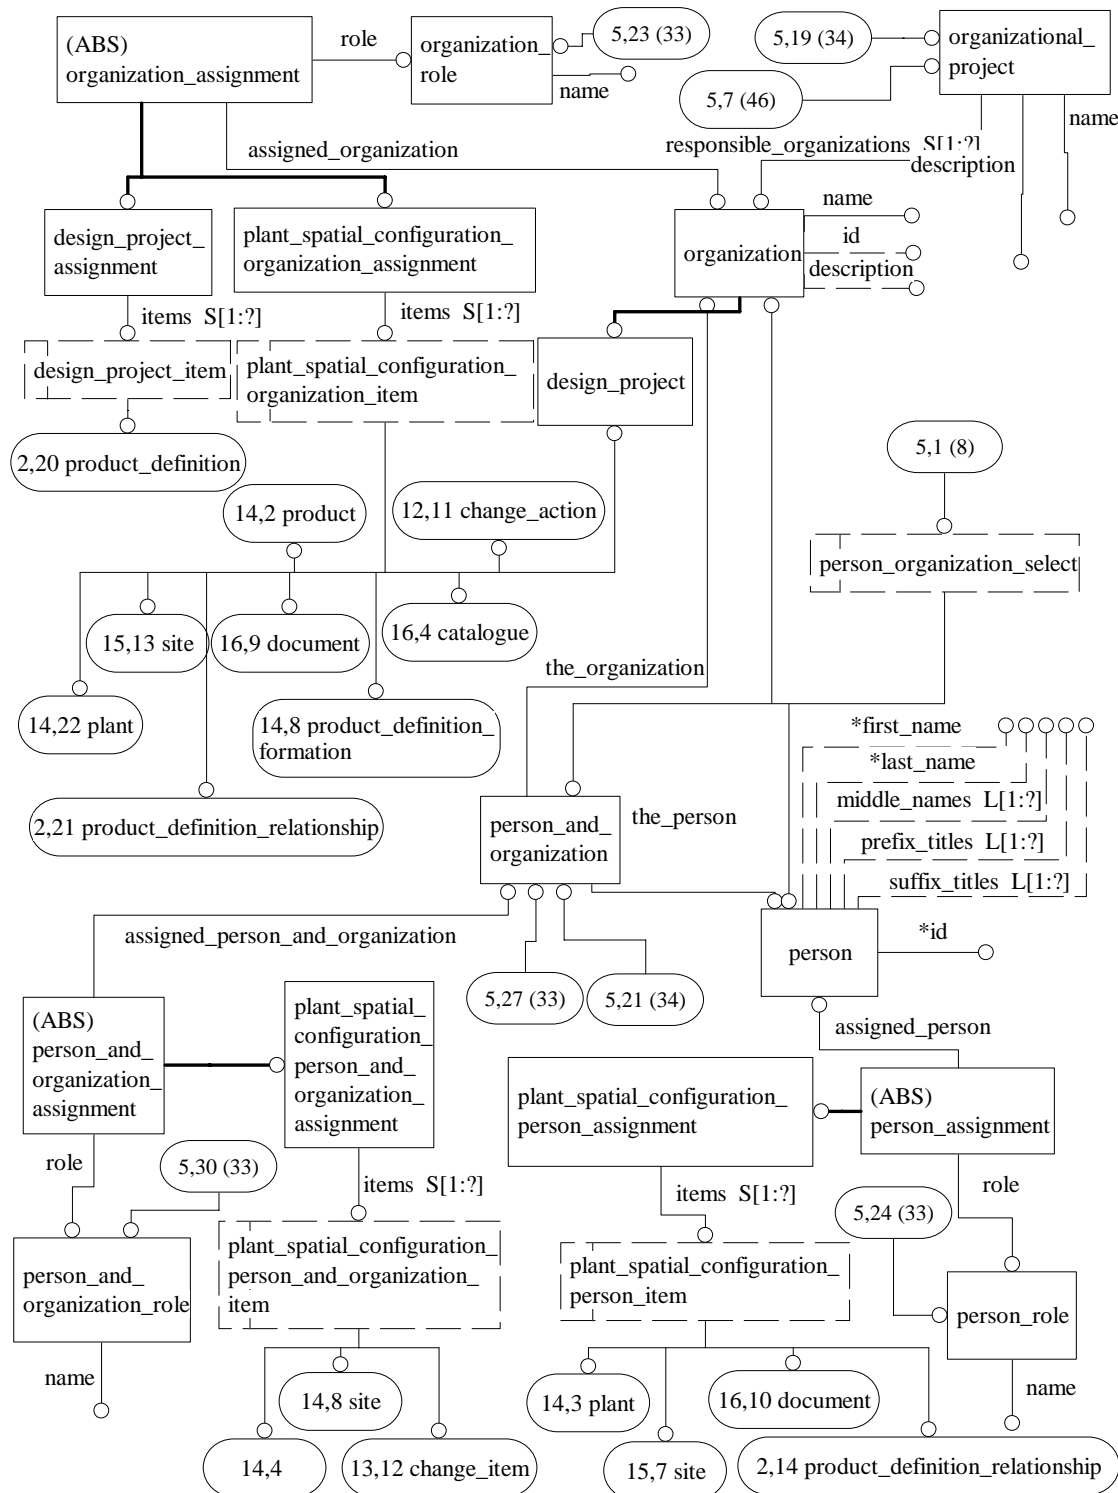 (ABS)
organization_assignment
role
organization_
role
5,23 (33)
name
5,19 (34)
5,7 (46)
organizational_
project
name
assigned_organization
responsible_organizations S[1:?]
description
design_project_
assignment
plant_spatial_configuration_
organization_assignment
organization
name
id
description
items S[1:?]
items S[1:?]
design_project_item
plant_spatial_configuration_
organization_item
design_project
2,20 product_definition
5,1 (8)
14,2 product
12,11 change_action
person_organization_select
15,13 site
16,9 document
16,4 catalogue
the_organization
14,22 plant
14,8 product_definition_
formation
*first_name
*last_name
middle_names L[1:?]
prefix_titles L[1:?]
suffix_titles L[1:?]
2,21 product_definition_relationship
person_and_
organization
the_person
assigned_person_and_organization
person
*id
5,27 (33)
5,21 (34)
(ABS)
person_and_
organization_
assignment
plant_spatial_
configuration_
person_and_
organization_
assignment
assigned_person
plant_spatial_configuration_
person_assignment
(ABS)
person_assignment
role
5,30 (33)
items S[1:?]
items S[1:?]
role
5,24 (33)
person_and_
organization_role
plant_spatial_configuration_
person_and_organization_
item
plant_spatial_configuration_
person_item
person_role
name
14,8 site
14,3 plant
16,10 document
name
14,4
13,12 change_item
15,7 site
2,14 product_definition_relationship